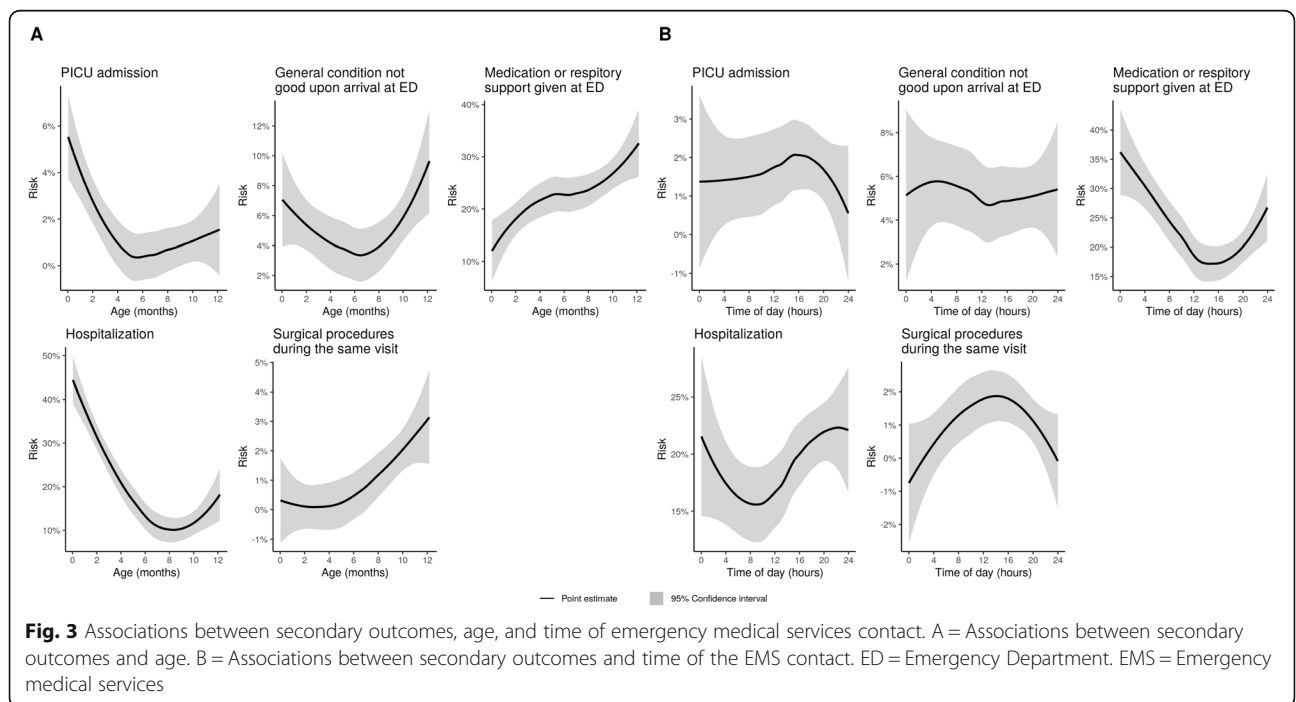 A
B
PICU admission
General condition not
good upon arrival at ED
Medication or respitory
support given at ED
PICU admission
General condition not
good upon arrival at ED
Medication or respitory
support given at ED
Risk
6%
4%
2%
0%
0 2 4 6 8 10 12
Age (months)
Risk
12%
10%
8%
6%
4%
2%
0 2 4 6 8 10 12
Age (months)
Risk
40%
30%
20%
10%
0 2 4 6 8 10 12
Age (months)
Risk
3%
2%
1%
0%
-1%
0 4 8 12 16 20 24
Time of day (hours)
Risk
8%
6%
4%
2%
0 4 8 12 16 20 24
Time of day (hours)
Risk
40%
35%
30%
25%
20%
15%
0 4 8 12 16 20 24
Time of day (hours)
Hospitalization
Surgical procedures
during the same visit
Hospitalization
Surgical procedures
during the same visit
Risk
50%
40%
30%
20%
10%
0 2 4 6 8 10 12
Age (months)
Risk
5%
4%
3%
2%
1%
0%
-1%
0 2 4 6 8 10 12
Age (months)
Risk
25%
20%
15%
0 4 8 12 16 20 24
Time of day (hours)
Risk
2%
1%
0%
-1%
-2%
0 4 8 12 16 20 24
Time of day (hours)
Point estimate
95% Confidence interval
Fig. 3 Associations between secondary outcomes, age, and time of emergency medical services contact. A = Associations between secondary
outcomes and age. B = Associations between secondary outcomes and time of the EMS contact. ED = Emergency Department. EMS = Emergency
medical services